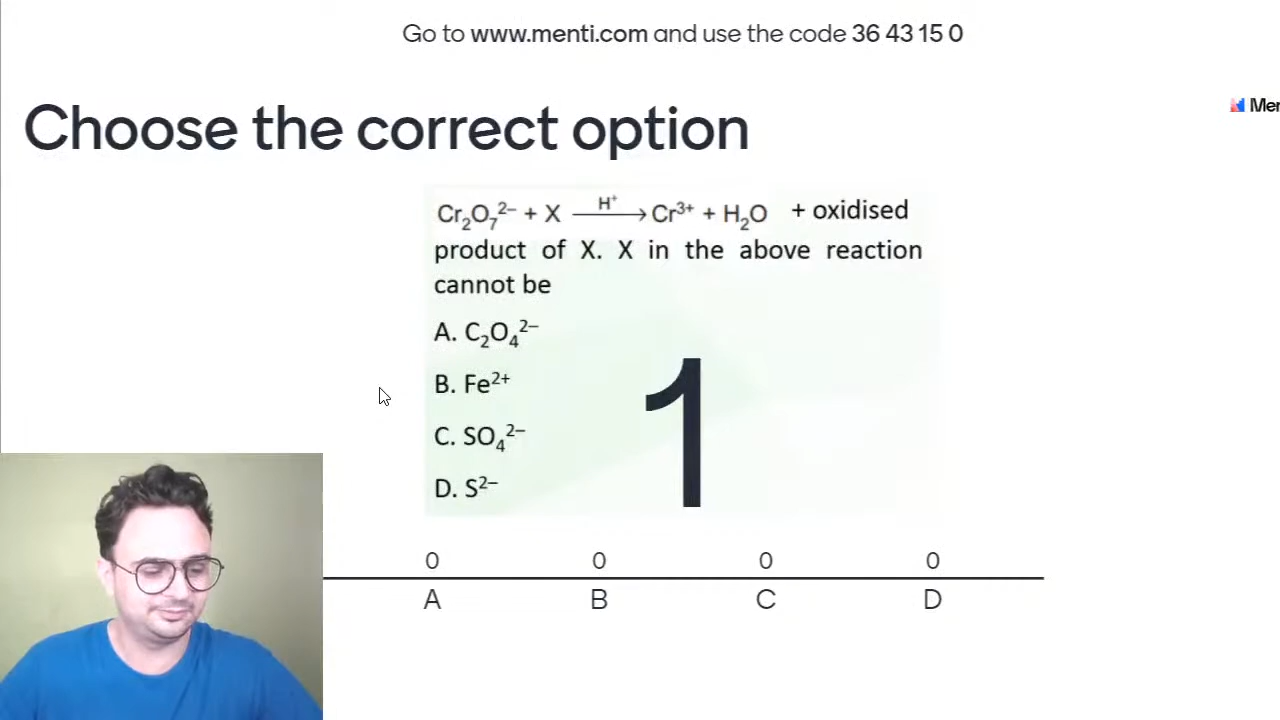 Go to www.menti.com and use the code 36 43 15 0
Choose the correct option
Mer
Cr₂O₇²⁻ + X —H⁺→ Cr³⁺ + H₂O + oxidised
product of X. X in the above reaction
cannot be
A. C₂O₄²⁻
B. Fe²⁺
C. SO₄²⁻
D. S²⁻
1
0 0 0 0
A B C D